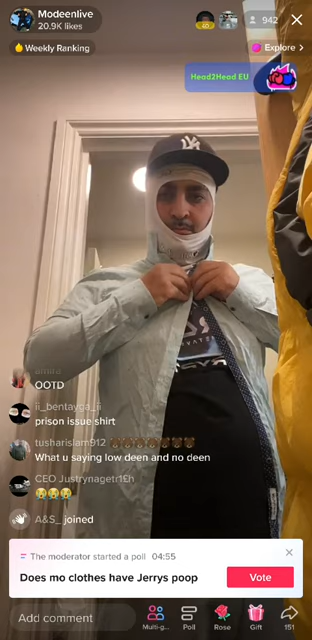 Modeenlive
20.9K likes
942
Weekly Ranking
Explore
Head2Head EU
NY
amira
OOTD
ii_bentayga_ii
prison issue shirt
tusharislam912
What u saying low deen and no deen
CEO Justrynagetr1Ch
A&S_ joined
The moderator started a poll 04:55
Does mo clothes have Jerrys poop
Vote
Add comment
Multi-g...
Poll
Rose
Gift
151